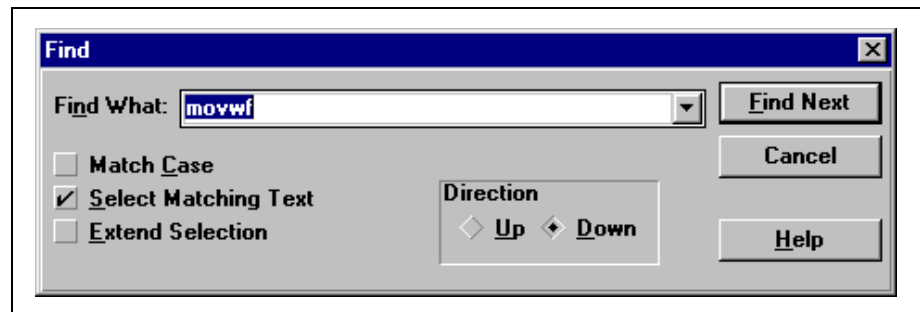 Find
Find What: movwf
Find Next
Match Case
Cancel
Select Matching Text
Direction
Extend Selection
Up Down
Help